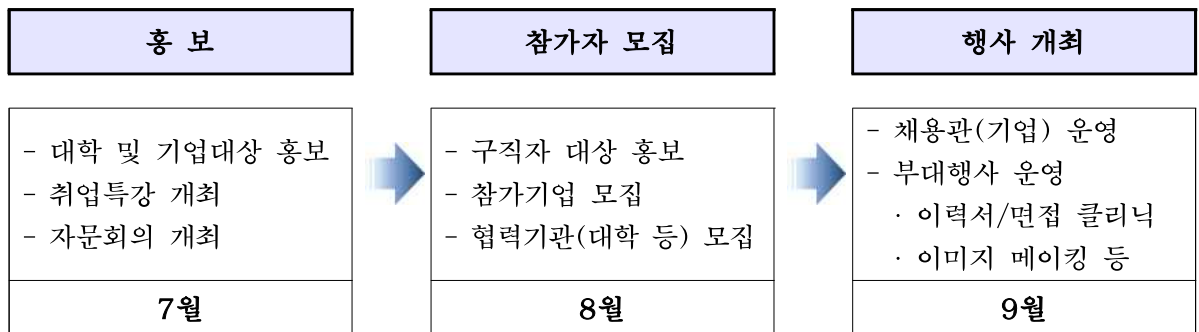 홍 보
- 대학 및 기업대상 홍보
- 취업특강 개최
- 자문회의 개최
7월
참가자 모집
- 구직자 대상 홍보
- 참가기업 모집
- 협력기관(대학 등) 모집
8월
행사 개최
- 채용관(기업) 운영
- 부대행사 운영
· 이력서/면접 클리닉
· 이미지 메이킹 등
9월